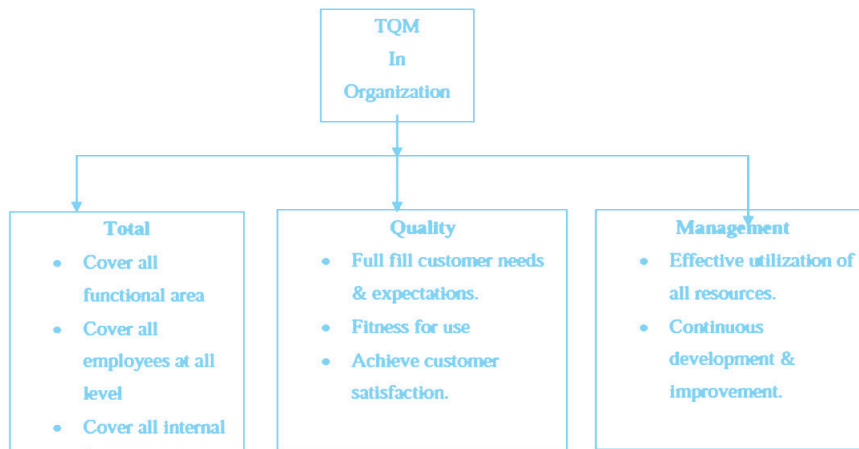 TQM
In
Organization
Total
• Cover all
functional area
• Cover all
employees at all
level
• Cover all internal
Quality
• Full fill customer needs
& expectations.
• Fitness for use
• Achieve customer
satisfaction.
Management
• Effective utilization of
all resources.
• Continuous
development &
improvement.